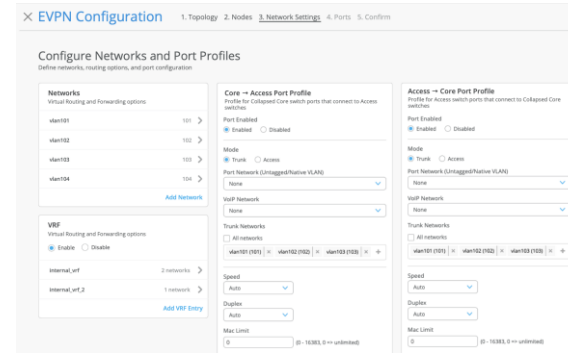 × EVPN Configuration 1. Topology 2. Nodes 3. Network Settings 4. Ports 5. Confirm
Configure Networks and Port Profiles
Define networks, routing options, and port configuration
Networks
Virtual Routing and Forwarding options
vlan101 101 >
vlan102 102 >
vlan103 103 >
vlan104 104 >
Add Network
VRF
Virtual Routing and Forwarding options
Enable Disable
internal_vrf 2 networks >
internal_vrf_2 1 network >
Add VRF Entry
Core → Access Port Profile
Profile for Collapsed Core switch ports that connect to Access
switches
Port Enabled
Enabled Disabled
Mode
Trunk Access
Port Network (Untagged/Native VLAN)
None
VoIP Network
None
Trunk Networks
All networks
vlan101 (101) × vlan102 (102) × vlan103 (103) × +
Speed
Auto
Duplex
Auto
Mac Limit
0 (0 - 16383, 0 => unlimited)
Access → Core Port Profile
Profile for Access switch ports that connect to Collapsed Core
switches
Port Enabled
Enabled Disabled
Mode
Trunk Access
Port Network (Untagged/Native VLAN)
None
VoIP Network
None
Trunk Networks
All networks
vlan101 (101) × vlan102 (102) × vlan103 (103) × +
Speed
Auto
Duplex
Auto
Mac Limit
0 (0 - 16383, 0 => unlimited)